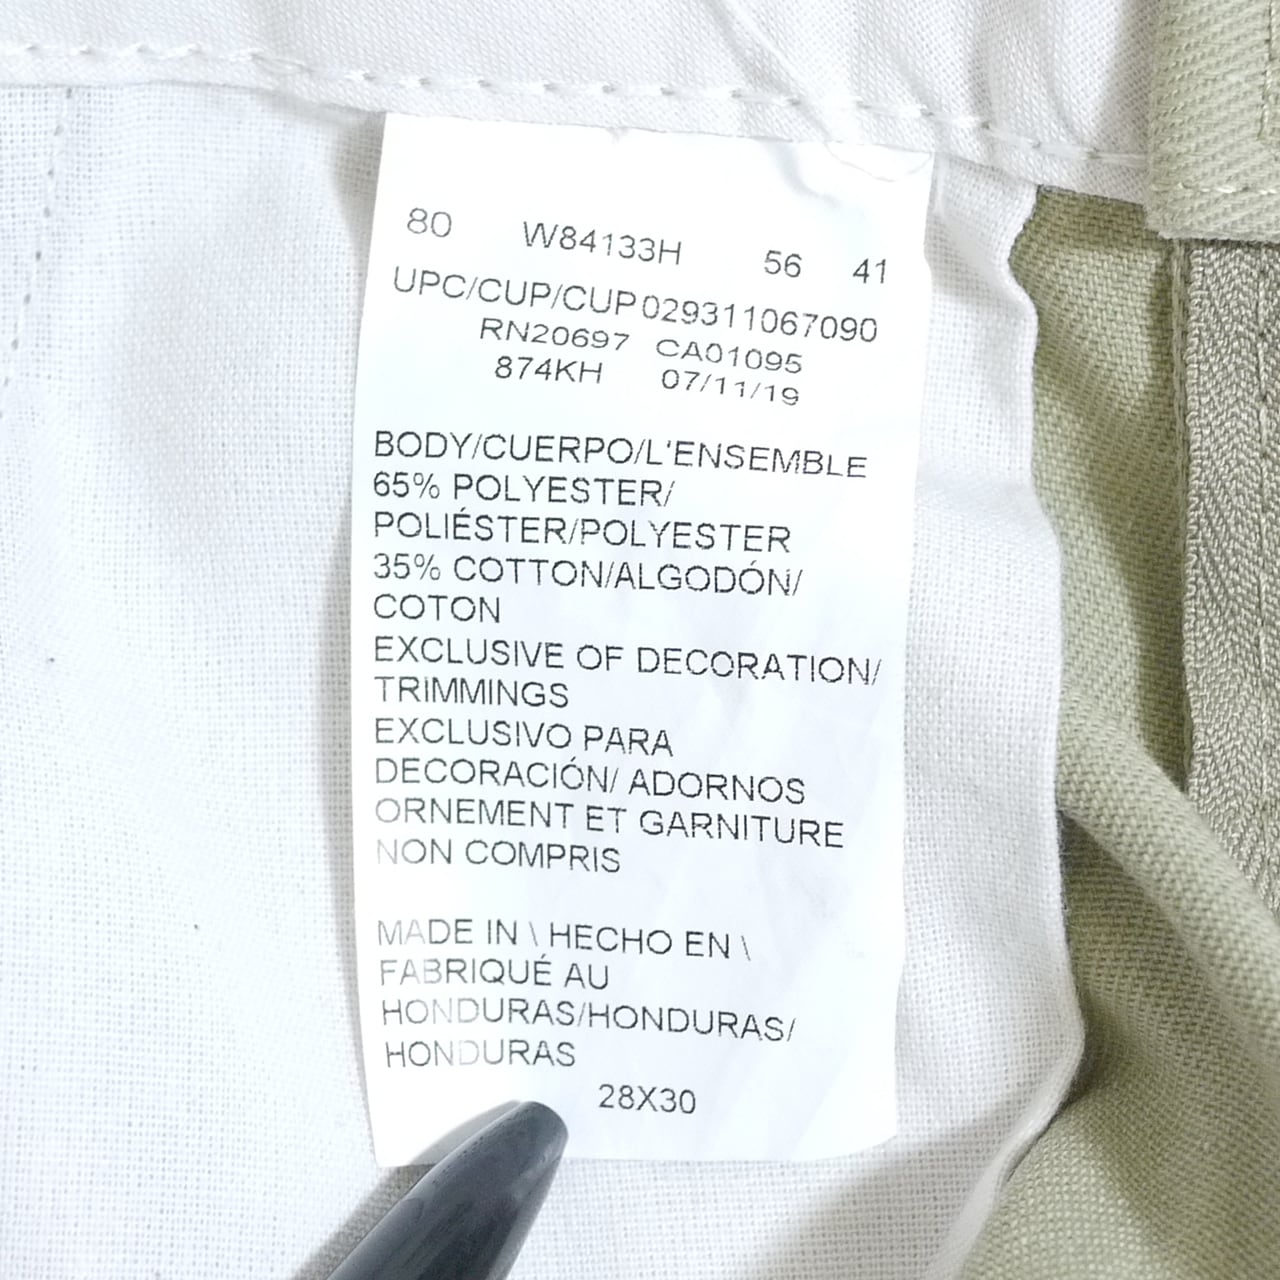 80 W84133H 56 41
UPC/CUP/CUP 029311067090
RN20697 CA01095
874KH 07/11/19
BODY/CUERPO/L'ENSEMBLE
65% POLYESTER/
POLIÉSTER/POLYESTER
35% COTTON/ALGODÓN/
COTON
EXCLUSIVE OF DECORATION/
TRIMMINGS
EXCLUSIVO PARA
DECORACIÓN/ ADORNOS
ORNEMENT ET GARNITURE
NON COMPRIS
MADE IN \ HECHO EN \
FABRIQUÉ AU
HONDURAS/HONDURAS/
HONDURAS
28X30